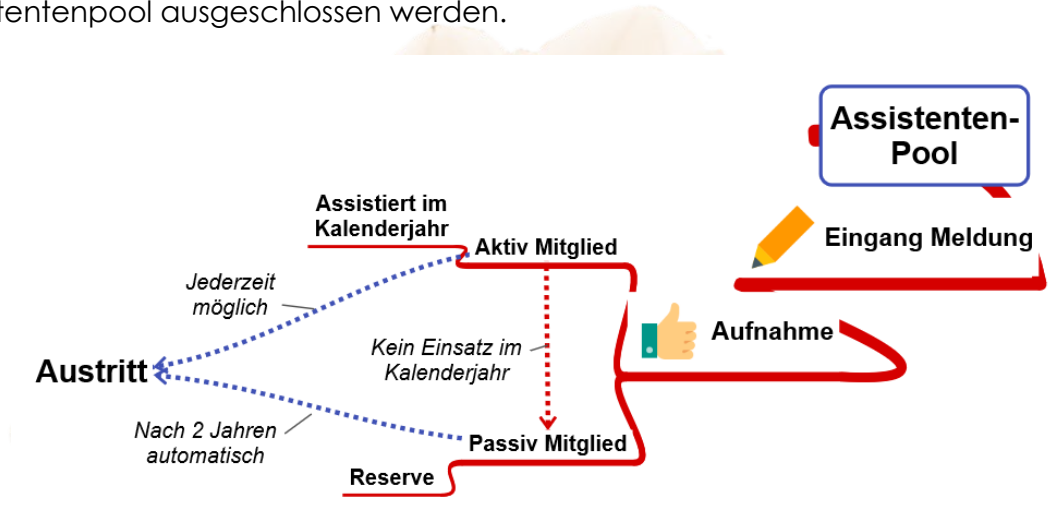 ausgeschlossen werden.
Assistenten-
Pool
Eingang Meldung
Aufnahme
Assistiert im
Kalenderjahr
Aktiv Mitglied
Jederzeit
möglich
Kein Einsatz im
Kalenderjahr
Austritt
Nach 2 Jahren
automatisch
Passiv Mitglied
Reserve